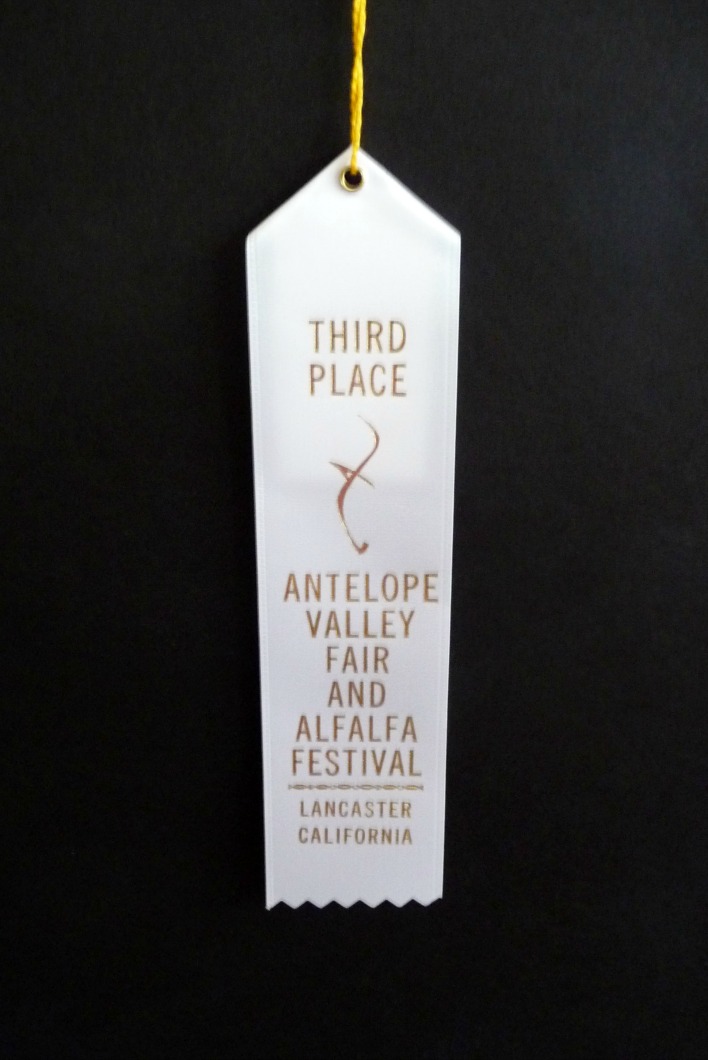 THIRD
PLACE
ANTELOPE
VALLEY
FAIR
AND
ALFALFA
FESTIVAL
LANCASTER
CALIFORNIA